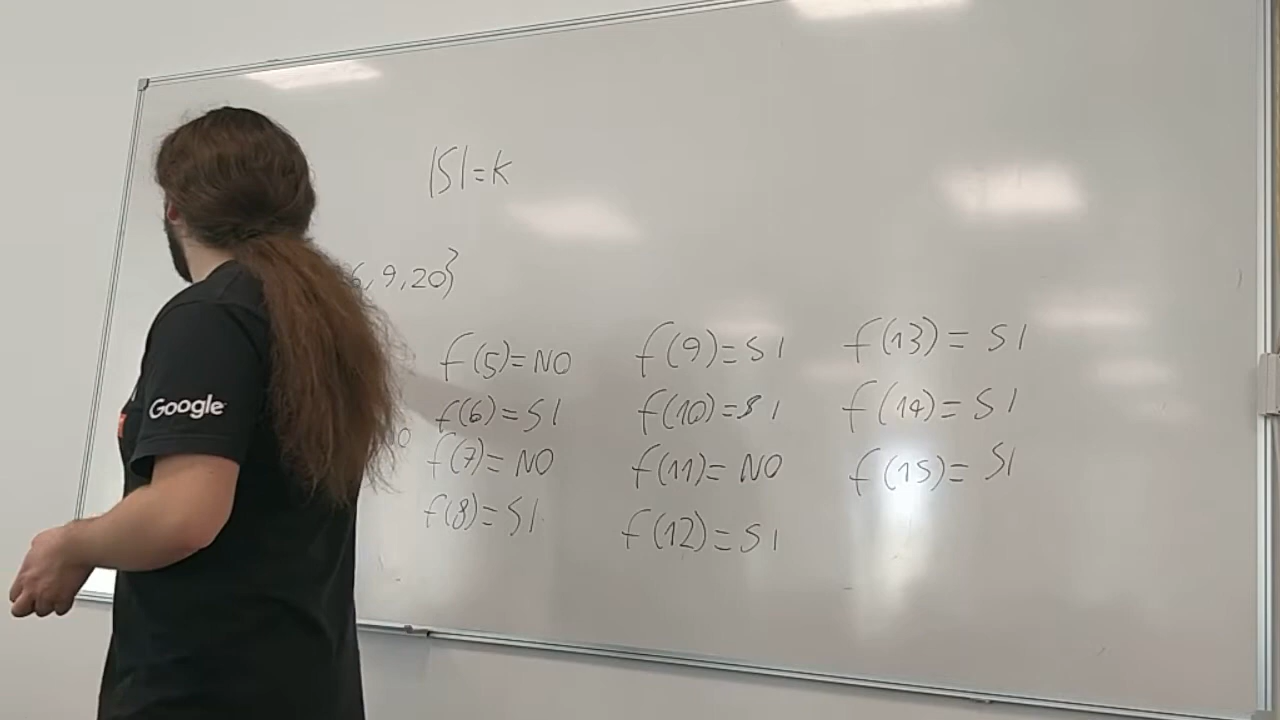 |S|=K
6,9,20}
f(5)=NO
f(6)=SI
f(7)=NO
f(8)=SI
f(9)=SI
f(10)=SI
f(11)=NO
f(12)=SI
f(13)=SI
f(14)=SI
f(15)=SI
Google